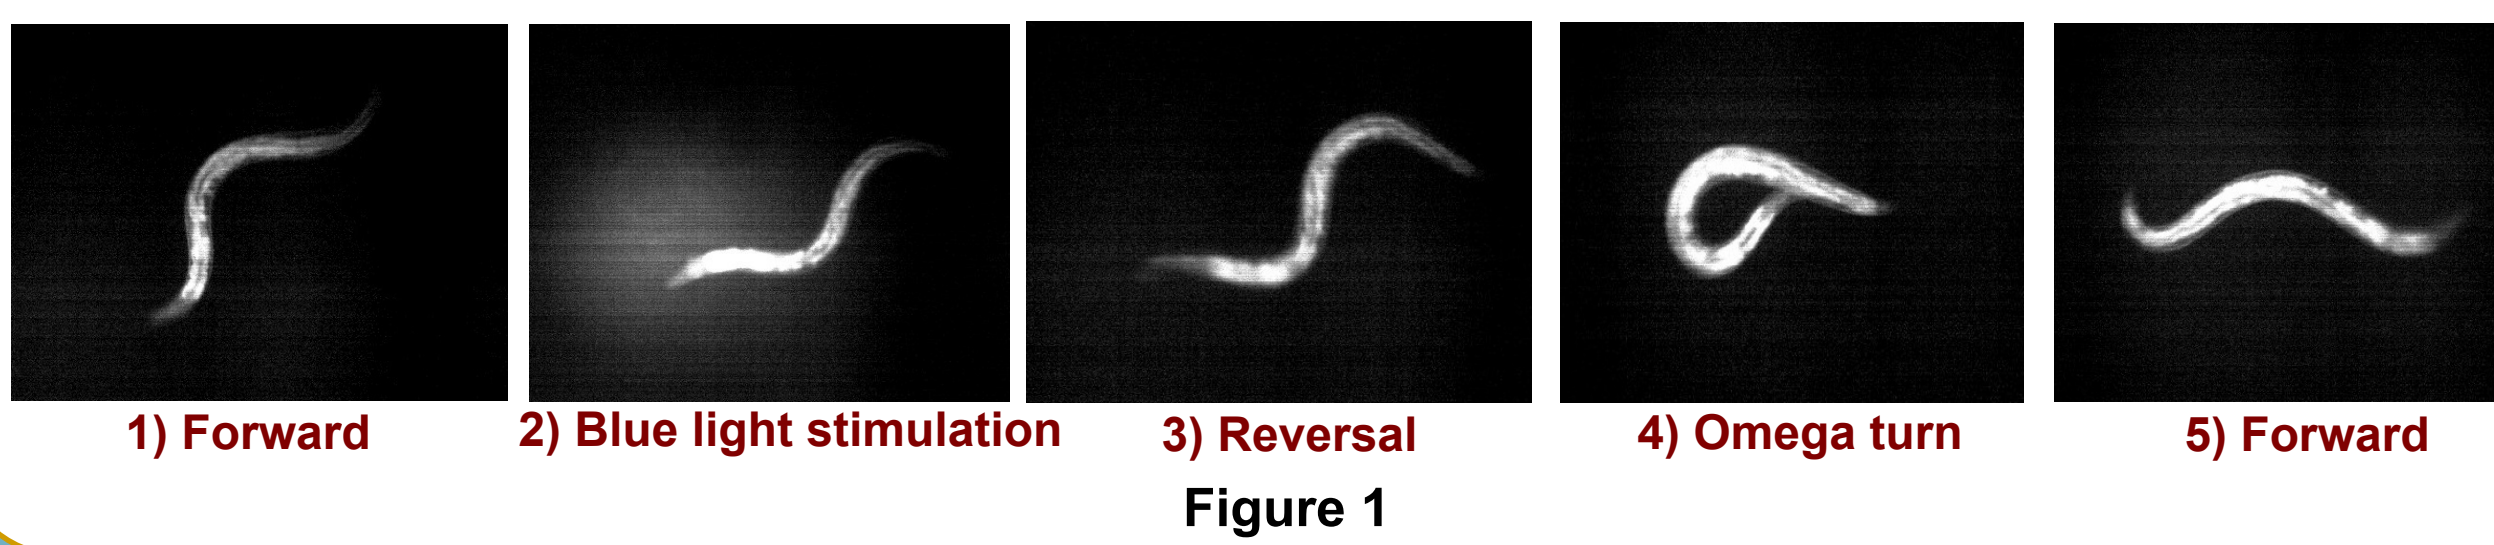 1) Forward
2) Blue light stimulation
3) Reversal
4) Omega turn
5) Forward
Figure 1